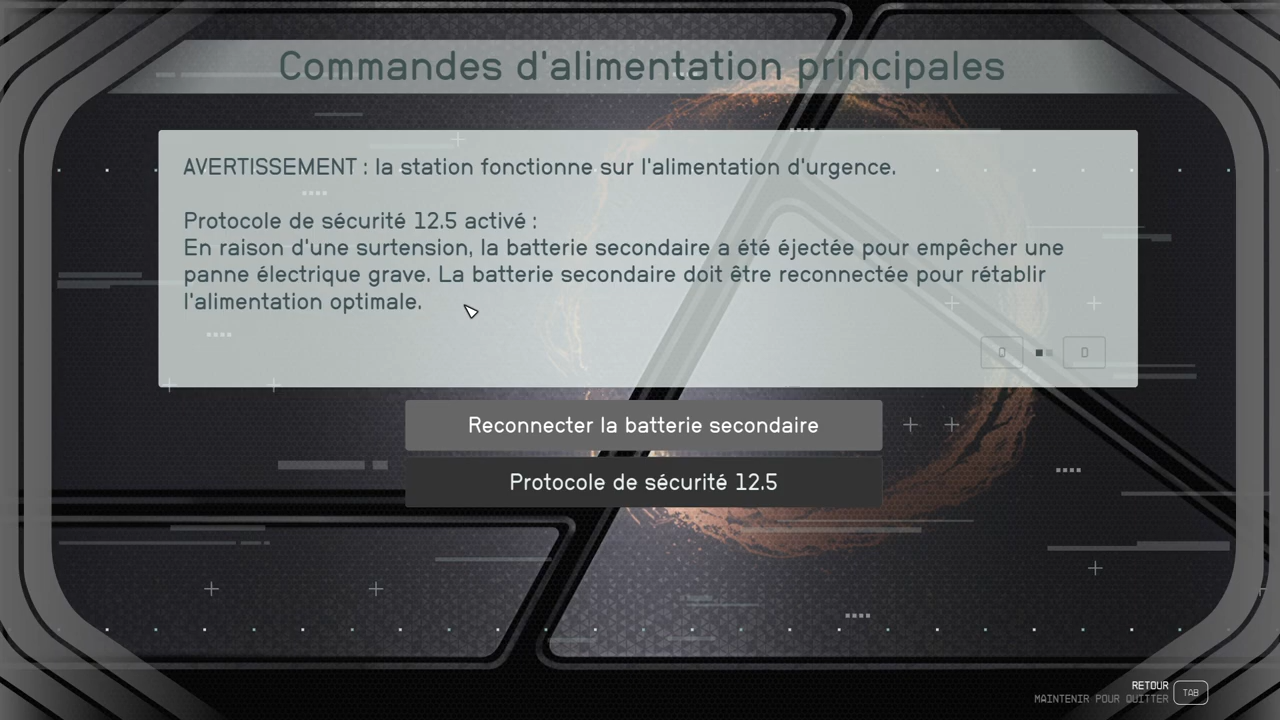 Commandes d'alimentation principales
AVERTISSEMENT : la station fonctionne sur l'alimentation d'urgence.
Protocole de sécurité 12.5 activé :
En raison d'une surtension, la batterie secondaire a été éjectée pour empêcher une
panne électrique grave. La batterie secondaire doit être reconnectée pour rétablir
l'alimentation optimale.
Q D
Reconnecter la batterie secondaire
Protocole de sécurité 12.5
RETOUR
MAINTENIR POUR QUITTER TAB